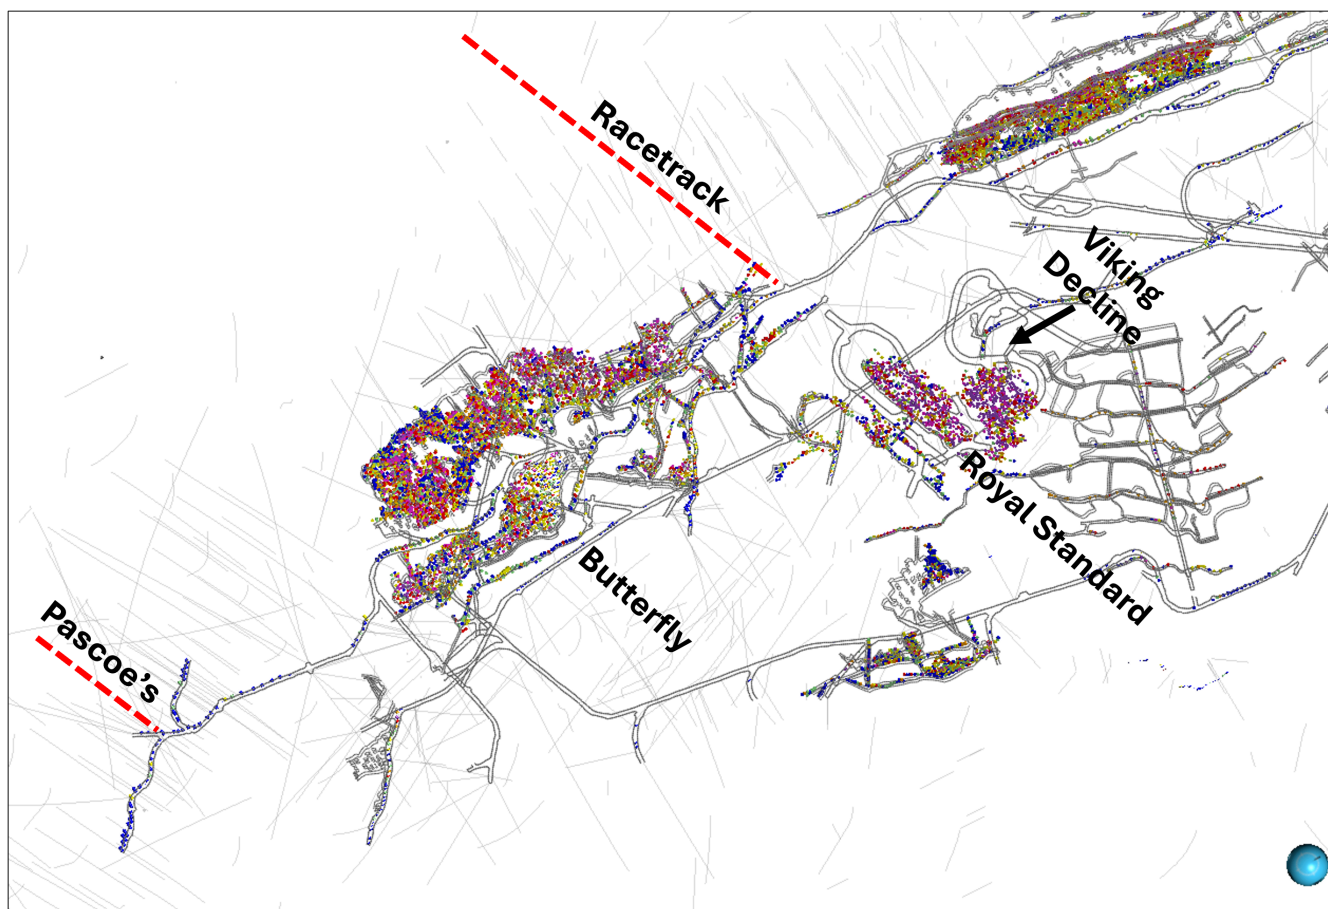 Racetrack
Viking
Decline
Royal Standard
Butterfly
Pascoe's